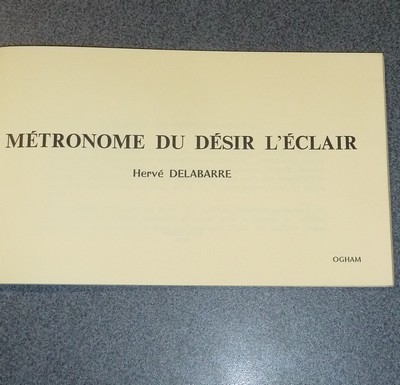 MÉTRONOME DU DÉSIR L'ÉCLAIR
Hervé DELABARRE
OGHAM